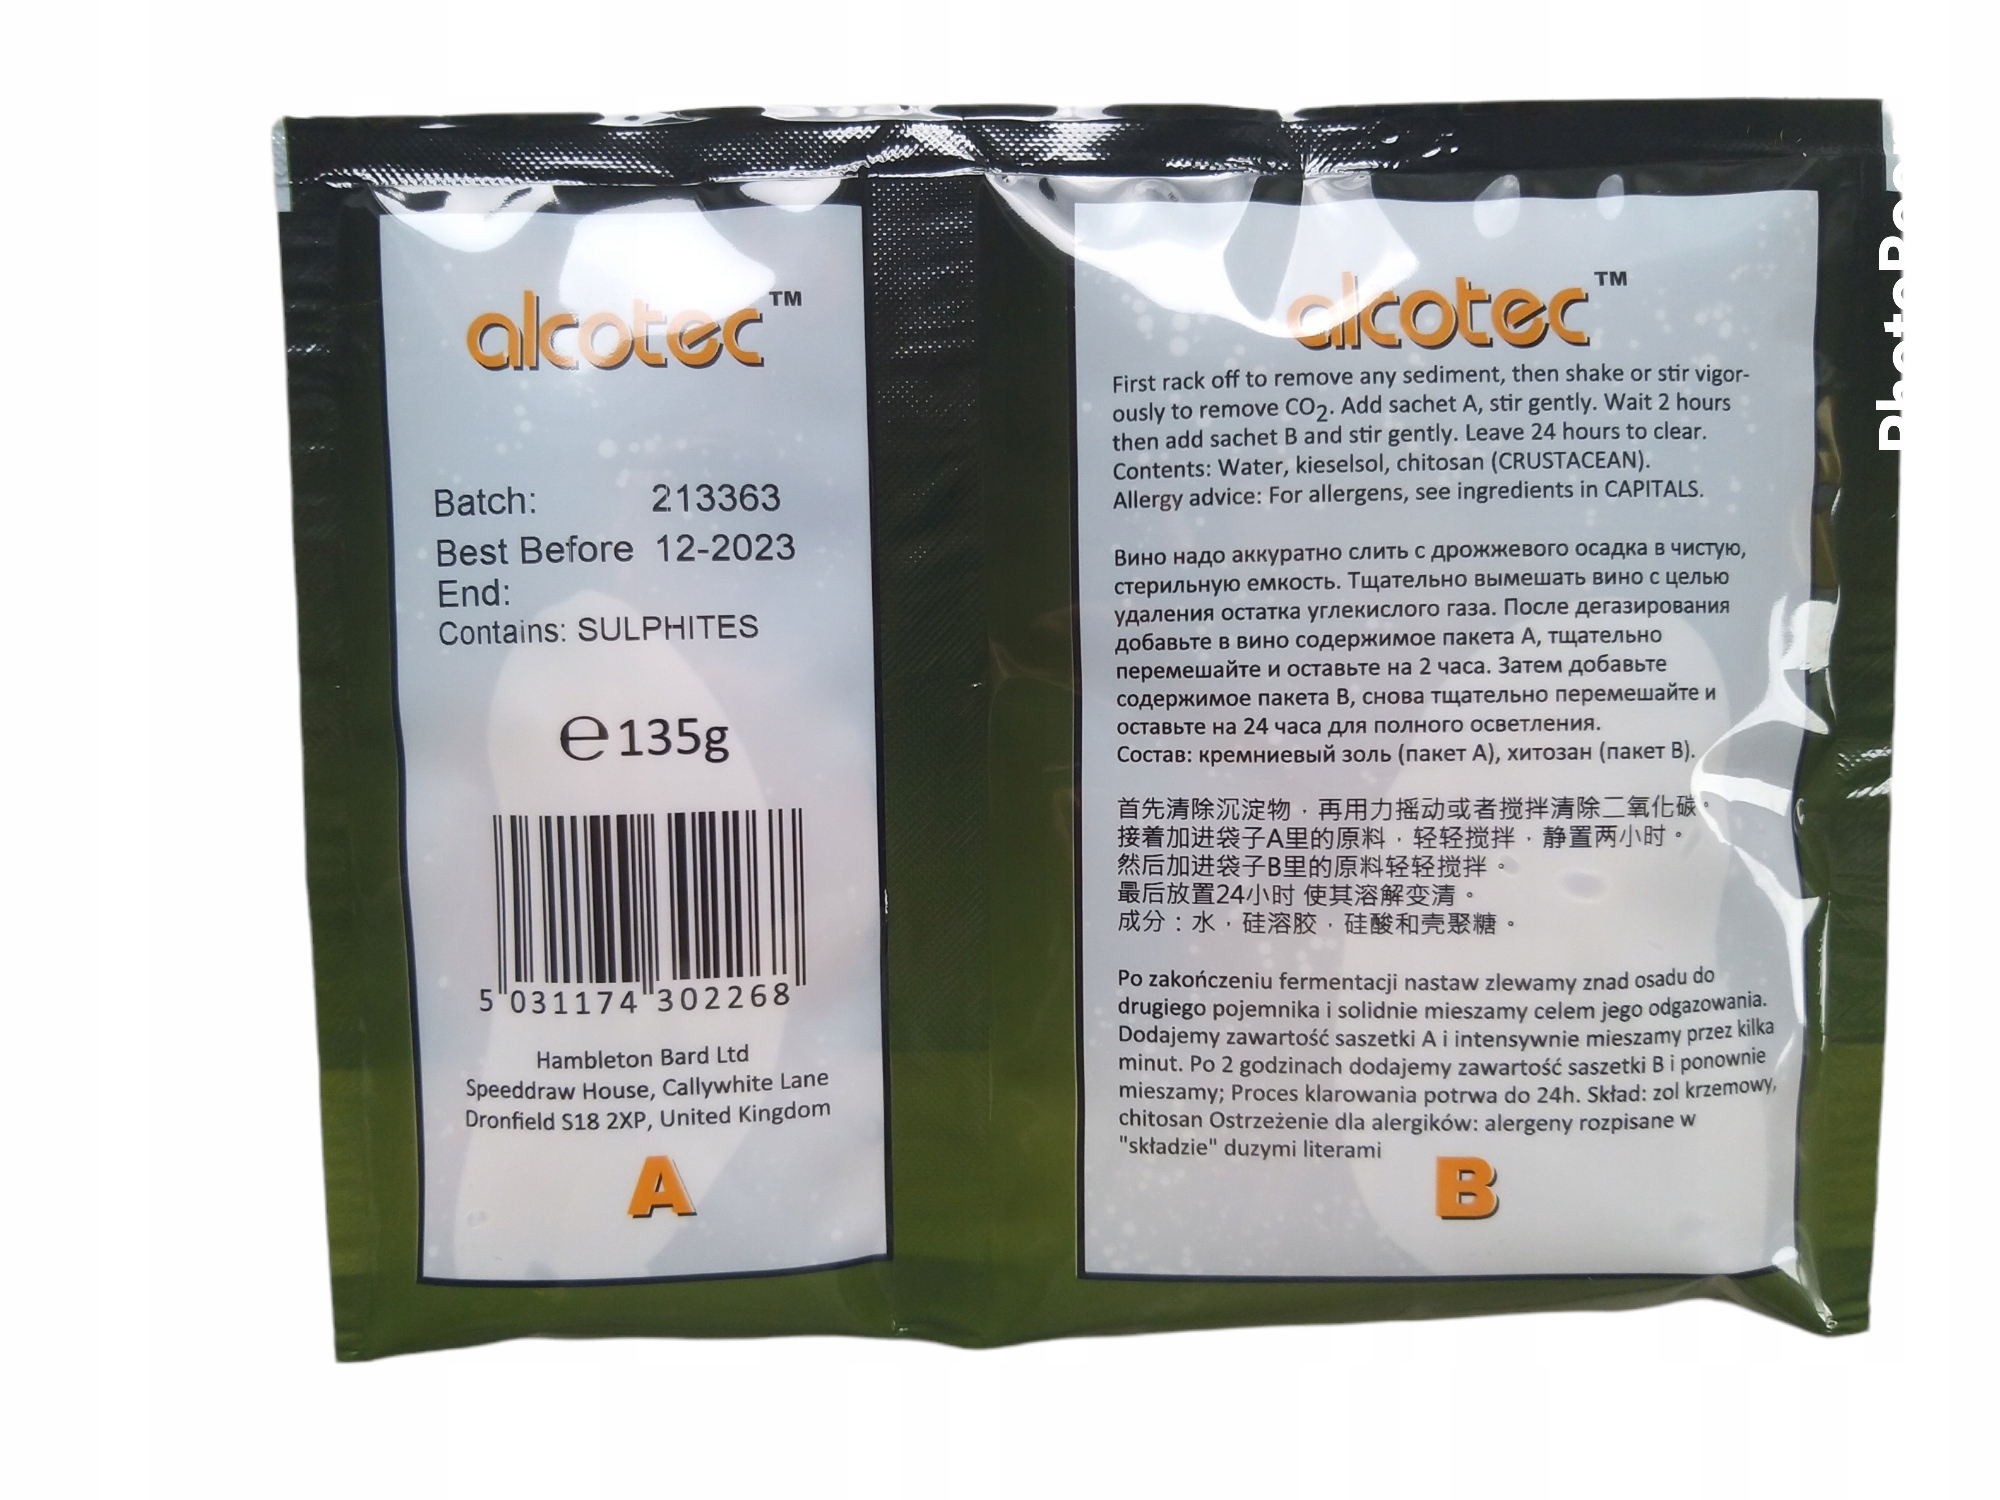 alcotec™
Batch: 213363
Best Before 12-2023
End:
Contains: SULPHITES
℮135g
5 031174 302268
Hambleton Bard Ltd
Speeddraw House, Callywhite Lane
Dronfield S18 2XP, United Kingdom
A
alcotec™
First rack off to remove any sediment, then shake or stir vigor-
ously to remove CO₂. Add sachet A, stir gently. Wait 2 hours
then add sachet B and stir gently. Leave 24 hours to clear.
Contents: Water, kieselsol, chitosan (CRUSTACEAN).
Allergy advice: For allergens, see ingredients in CAPITALS.
Вино надо аккуратно слить с дрожжевого осадка в чистую,
стерильную емкость. Тщательно вымешать вино с целью
удаления остатка углекислого газа. После дегазирования
добавьте в вино содержимое пакета А, тщательно
перемешайте и оставьте на 2 часа. Затем добавьте
содержимое пакета В, снова тщательно перемешайте и
оставьте на 24 часа для полного осветления.
Состав: кремниевый золь (пакет А), хитозан (пакет В).
首先清除沉淀物，再用力摇动或者搅拌清除二氧化碳。
接着加进袋子A里的原料，轻轻搅拌，静置两小时。
然后加进袋子B里的原料轻轻搅拌。
最后放置24小时 使其溶解变清。
成分：水，硅溶胶，硅酸和壳聚糖。
Po zakończeniu fermentacji nastaw zlewamy znad osadu do
drugiego pojemnika i solidnie mieszamy celem jego odgazowania.
Dodajemy zawartość saszetki A i intensywnie mieszamy przez kilka
minut. Po 2 godzinach dodajemy zawartość saszetki B i ponownie
mieszamy; Proces klarowania potrwa do 24h. Skład: zol krzemowy,
chitosan Ostrzeżenie dla alergików: alergeny rozpisane w
"składzie" duzymi literami
B